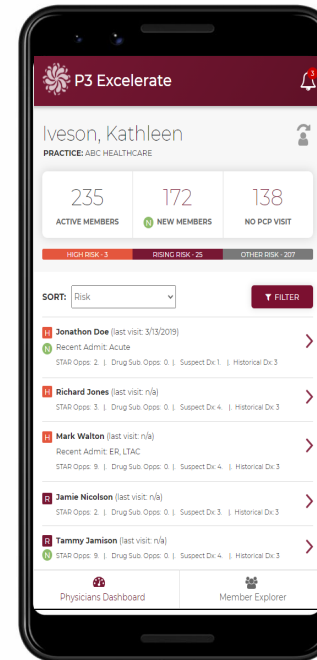 3
P3 Excelerate
Iveson, Kathleen
PRACTICE: ABC HEALTHCARE
235 172 138
ACTIVE MEMBERS N NEW MEMBERS NO PCP VISIT
HIGH RISK - 3 RISING RISK - 25 OTHER RISK - 207
SORT: Risk FILTER
H Jonathon Doe (last visit: 3/13/2019)
N Recent Admit: Acute
STAR Opps: 2. | Drug Sub. Opps: 0. | Suspect Dx: 1. | Historical Dx: 3
H Richard Jones (last visit: n/a)
STAR Opps: 3. | Drug Sub. Opps: 0. | Suspect Dx: 4. | Historical Dx: 3
H Mark Walton (last visit: n/a)
Recent Admit: ER, LTAC
STAR Opps: 9. | Drug Sub. Opps: 0. | Suspect Dx: 4. | Historical Dx: 3
R Jamie Nicolson (last visit: n/a)
STAR Opps: 2. | Drug Sub. Opps: 0. | Suspect Dx: 3. | Historical Dx: 3
R Tammy Jamison (last visit: n/a)
N STAR Opps: 9. | Drug Sub. Opps: 0. | Suspect Dx: 4. | Historical Dx: 3
Physicians Dashboard Member Explorer